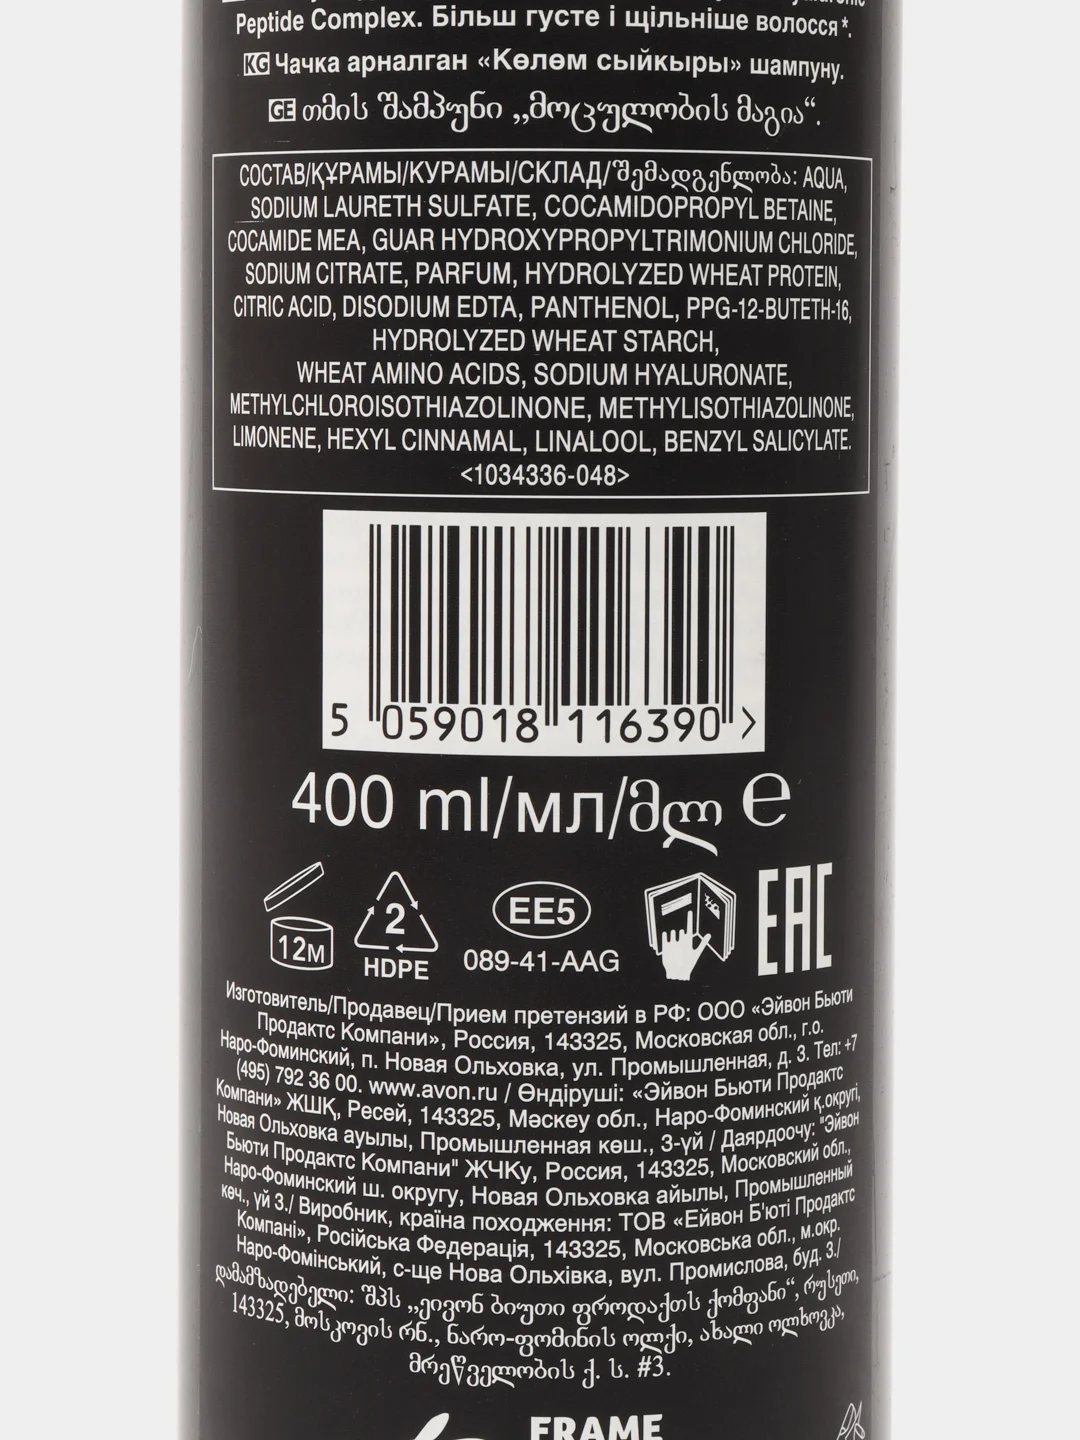 Peptide Complex. Більш густе і щільніше волосся*.
KG Чачка арналган «Көлөм сыйкыры» шампуну.
GE თმის შამპუნი „მოცულობის მაგია“.
СОСТАВ/ҚҰРАМЫ/КУРАМЫ/СКЛАД/შემადგენლობა: AQUA,
SODIUM LAURETH SULFATE, COCAMIDOPROPYL BETAINE,
COCAMIDE MEA, GUAR HYDROXYPROPYLTRIMONIUM CHLORIDE,
SODIUM CITRATE, PARFUM, HYDROLYZED WHEAT PROTEIN,
CITRIC ACID, DISODIUM EDTA, PANTHENOL, PPG-12-BUTETH-16,
HYDROLYZED WHEAT STARCH,
WHEAT AMINO ACIDS, SODIUM HYALURONATE,
METHYLCHLOROISOTHIAZOLINONE, METHYLISOTHIAZOLINONE,
LIMONENE, HEXYL CINNAMAL, LINALOOL, BENZYL SALICYLATE.
<1034336-048>
5 059018 116390 >
400 ml/мл/მლ ℮
12M
2
HDPE
EE5
089-41-AAG
EAC
Изготовитель/Продавец/Прием претензий в РФ: ООО «Эйвон Бьюти
Продактс Компани», Россия, 143325, Московская обл., г.о.
Наро-Фоминский, п. Новая Ольховка, ул. Промышленная, д. 3. Тел: +7
(495) 792 36 00. www.avon.ru / Өндіруші: «Эйвон Бьюти Продактс
Компани» ЖШҚ, Ресей, 143325, Мәскеу обл., Наро-Фоминский қ.округі,
Новая Ольховка ауылы, Промышленная көш., 3-үй / Даярдоочу: "Эйвон
Бьюти Продактс Компани" ЖЧКу, Россия, 143325, Московский обл.,
Наро-Фоминский ш. округу, Новая Ольховка айылы, Промышленный
көч., үй 3./ Виробник, країна походження: ТОВ «Ейвон Б'юті Продактс
Компані», Російська Федерація, 143325, Московська обл., м.окр.
Наро-Фомінський, с-ще Нова Ольхівка, вул. Промислова, буд. 3./
დამამზადებელი: შპს „ეივონ ბიუთი ფროდაქთს ქომფანი“, რუსეთი,
143325, მოსკოვის რნ., ნარო-ფომინის ოლქი, ახალი ოლხოვკა,
მრეწველობის ქ. ს. #3.
FRAME